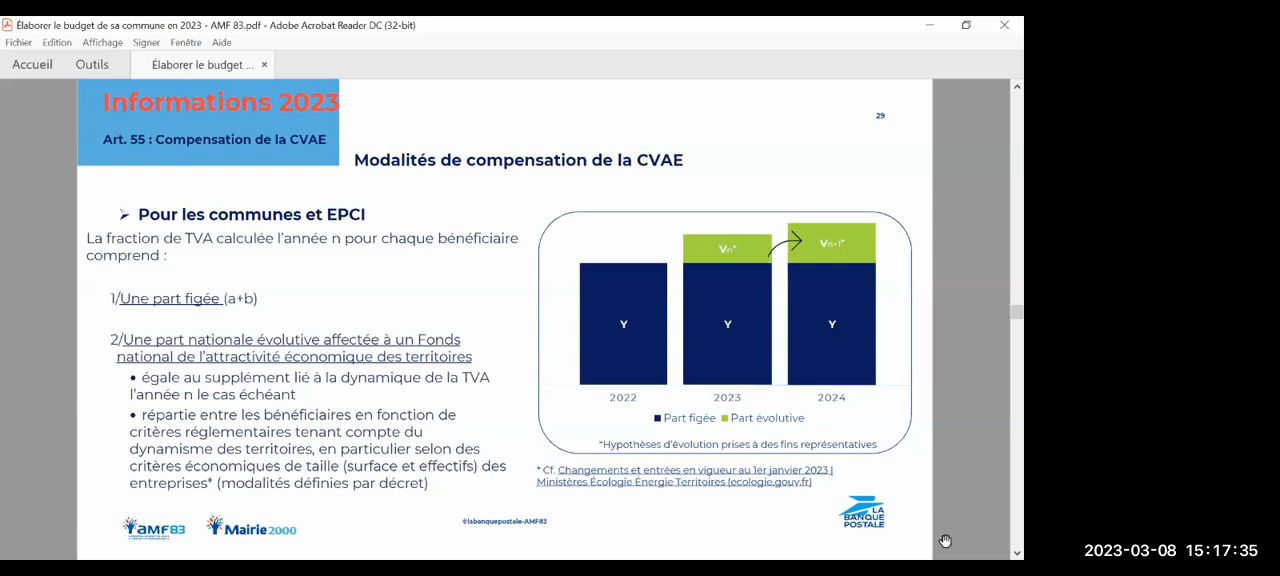 Élaborer le budget de sa commune en 2023 - AMF 83.pdf - Adobe Acrobat Reader DC (32-bit)
Fichier Edition Affichage Signer Fenêtre Aide
Accueil Outils Élaborer le budget ... ×
Informations 2023
Art. 55 : Compensation de la CVAE
29
Modalités de compensation de la CVAE
➢ Pour les communes et EPCI
La fraction de TVA calculée l'année n pour chaque bénéficiaire
comprend :
1/Une part figée (a+b)
2/Une part nationale évolutive affectée à un Fonds
national de l'attractivité économique des territoires
• égale au supplément lié à la dynamique de la TVA
l'année n le cas échéant
• répartie entre les bénéficiaires en fonction de
critères réglementaires tenant compte du
dynamisme des territoires, en particulier selon des
critères économiques de taille (surface et effectifs) des
entreprises* (modalités définies par décret)
Vn* Vn+1*
Y Y Y
2022 2023 2024
Part figée Part évolutive
*Hypothèses d'évolution prises à des fins représentatives
* Cf. Changements et entrées en vigueur au 1er janvier 2023 |
Ministères Écologie Énergie Territoires (ecologie.gouv.fr)
AMF83
Mairie2000
©labanquepostale-AMF83
LA
BANQUE
POSTALE
2023-03-08 15:17:35